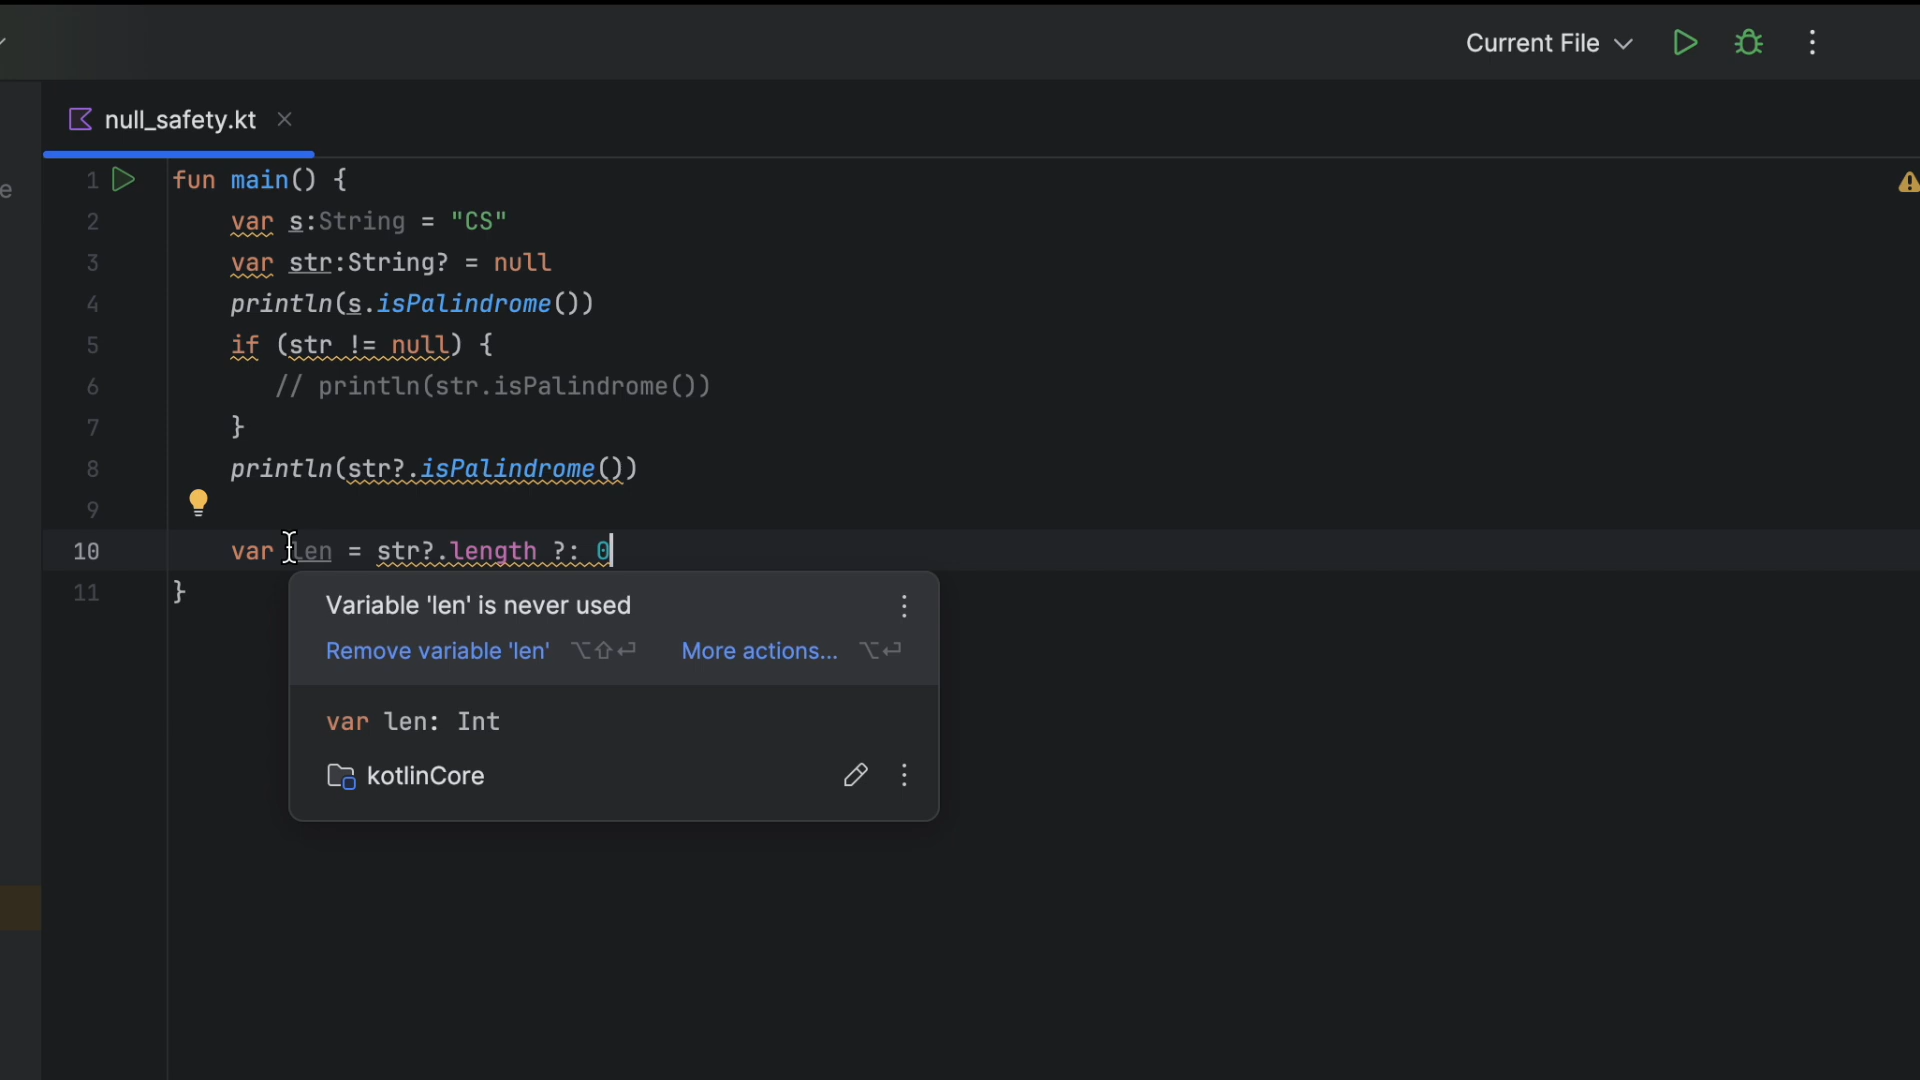 Current File
null_safety.kt
e
1 fun main() {
2 var s:String = "CS"
3 var str:String? = null
4 println(s.isPalindrome())
5 if (str != null) {
6 // println(str.isPalindrome())
7 }
8 println(str?.isPalindrome())
9
10 var len = str?.length ?: 0
11 }
Variable 'len' is never used
Remove variable 'len' ⌥⇧⏎ More actions... ⌥⏎
var len: Int
kotlinCore